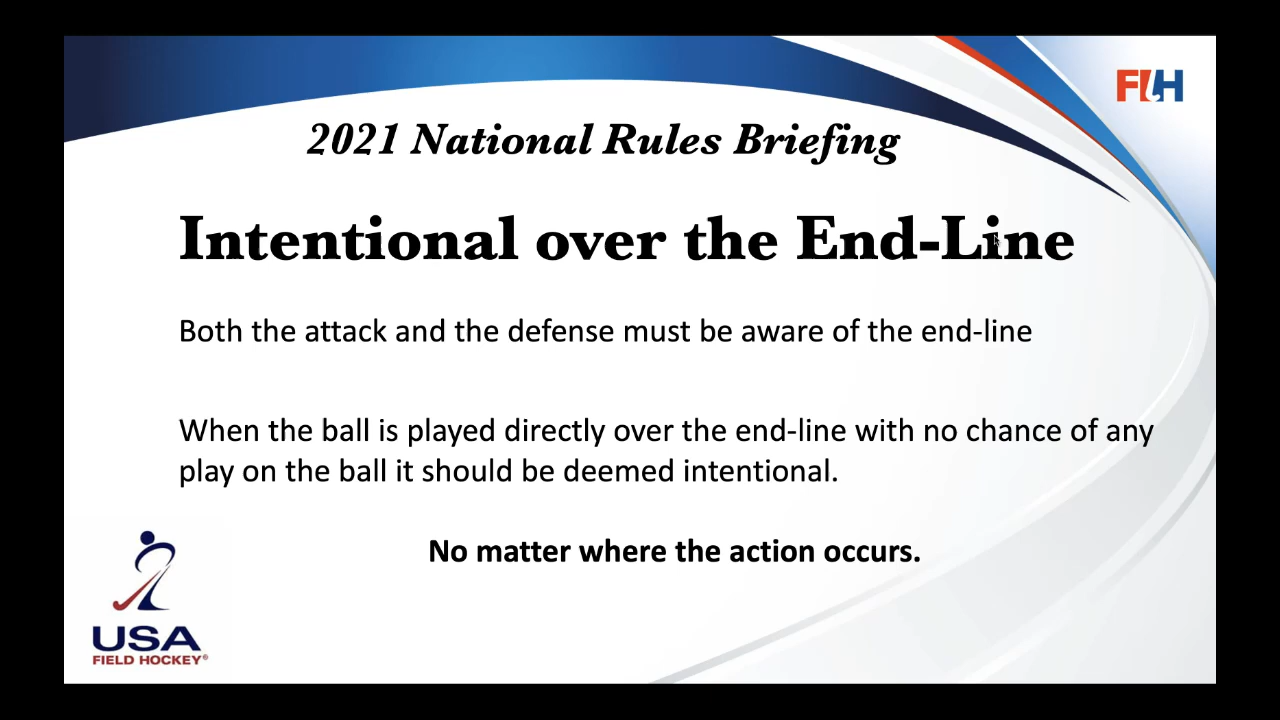 FIH
2021 National Rules Briefing
Intentional over the End-Line
Both the attack and the defense must be aware of the end-line
When the ball is played directly over the end-line with no chance of any
play on the ball it should be deemed intentional.
No matter where the action occurs.
USA
FIELD HOCKEY®